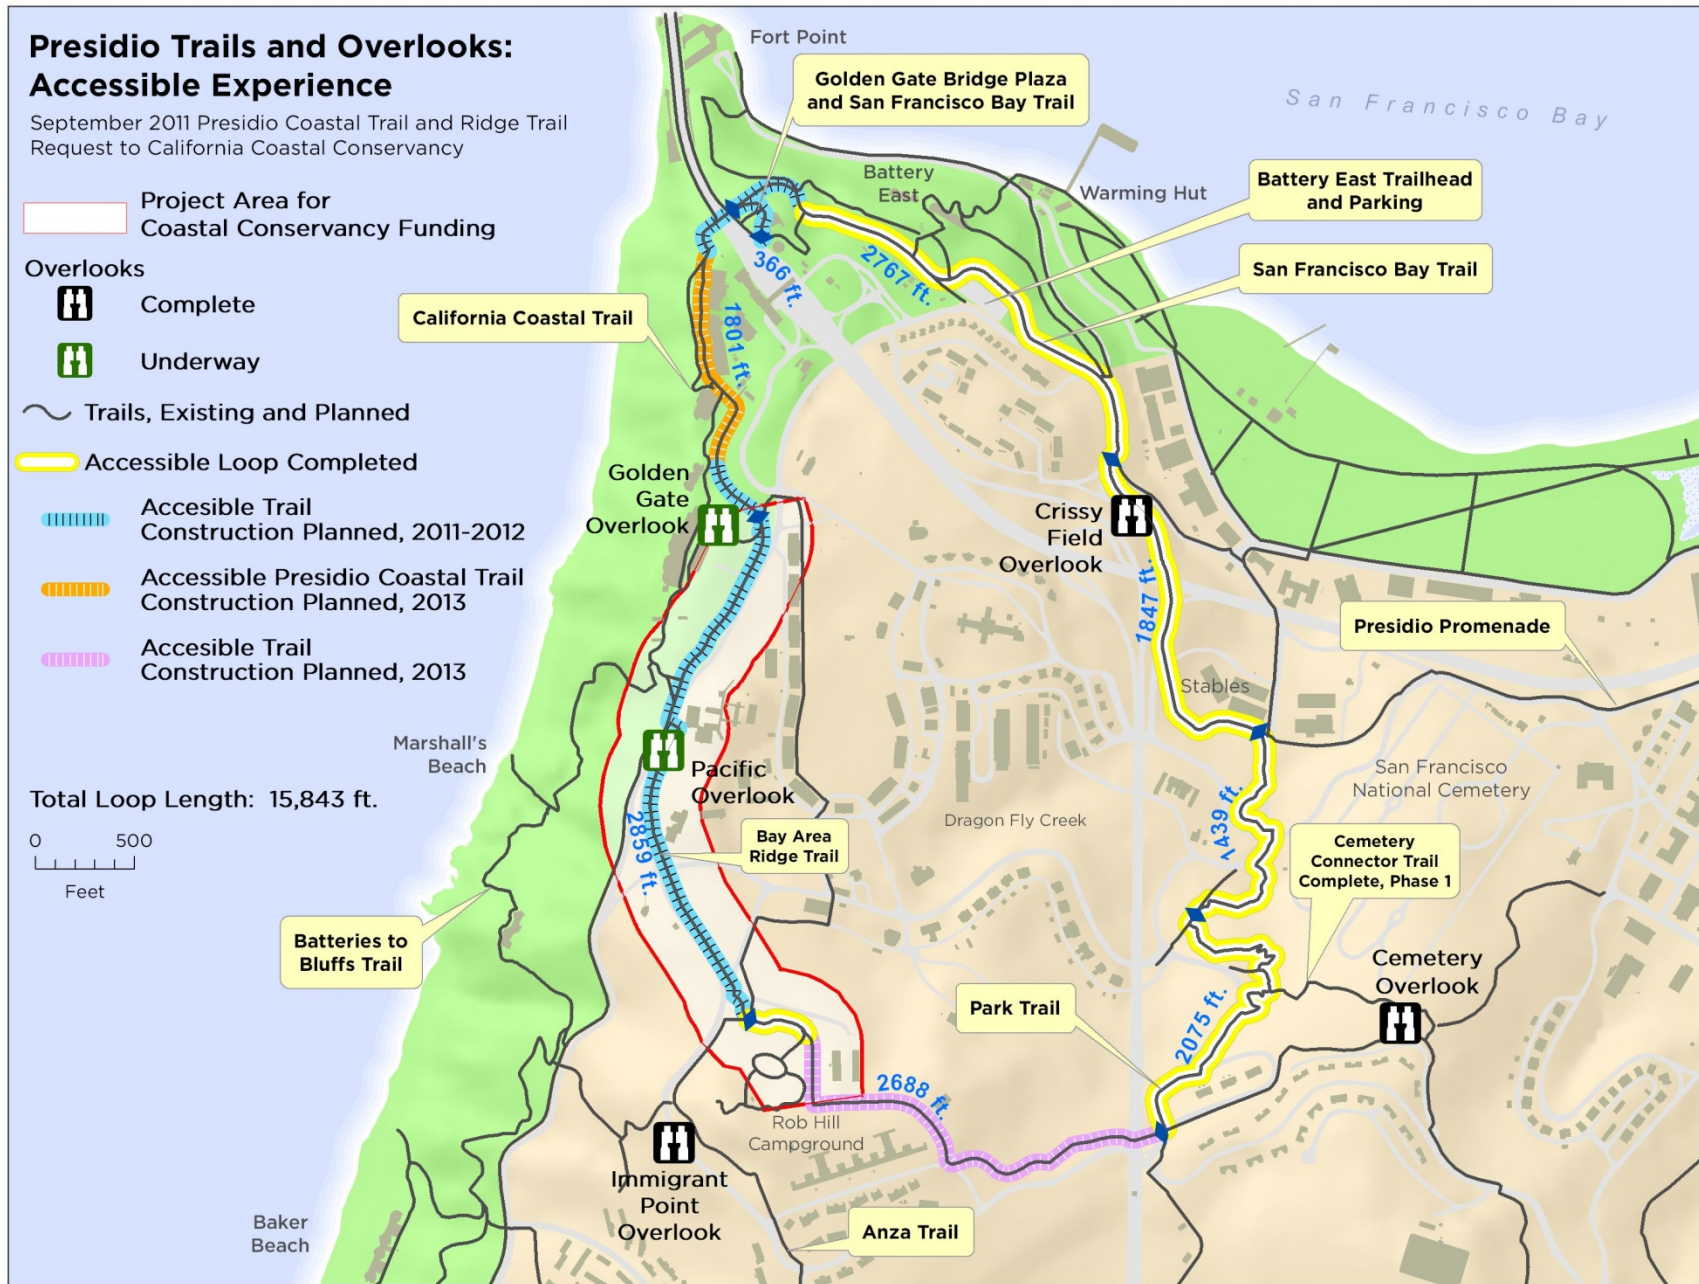 Presidio Trails and Overlooks:
Accessible Experience
September 2011 Presidio Coastal Trail and Ridge Trail
Request to California Coastal Conservancy
Project Area for
Coastal Conservancy Funding
Overlooks
Complete
Underway
Trails, Existing and Planned
Accessible Loop Completed
Accesible Trail
Construction Planned, 2011-2012
Accessible Presidio Coastal Trail
Construction Planned, 2013
Accesible Trail
Construction Planned, 2013
Total Loop Length: 15,843 ft.
0 500
Feet
Fort Point
Golden Gate Bridge Plaza
and San Francisco Bay Trail
San Francisco Bay
Battery
East
Warming Hut
Battery East Trailhead
and Parking
San Francisco Bay Trail
California Coastal Trail
366 ft.
2767 ft.
1801 ft.
Golden
Gate
Overlook
Crissy
Field
Overlook
1847 ft.
Presidio Promenade
Stables
Marshall's
Beach
Pacific
Overlook
San Francisco
National Cemetery
Dragon Fly Creek
1439 ft.
Bay Area
Ridge Trail
2859 ft.
Cemetery
Connector Trail
Complete, Phase 1
Batteries to
Bluffs Trail
Cemetery
Overlook
Park Trail
2075 ft.
2688 ft.
Rob Hill
Campground
Immigrant
Point
Overlook
Anza Trail
Baker
Beach